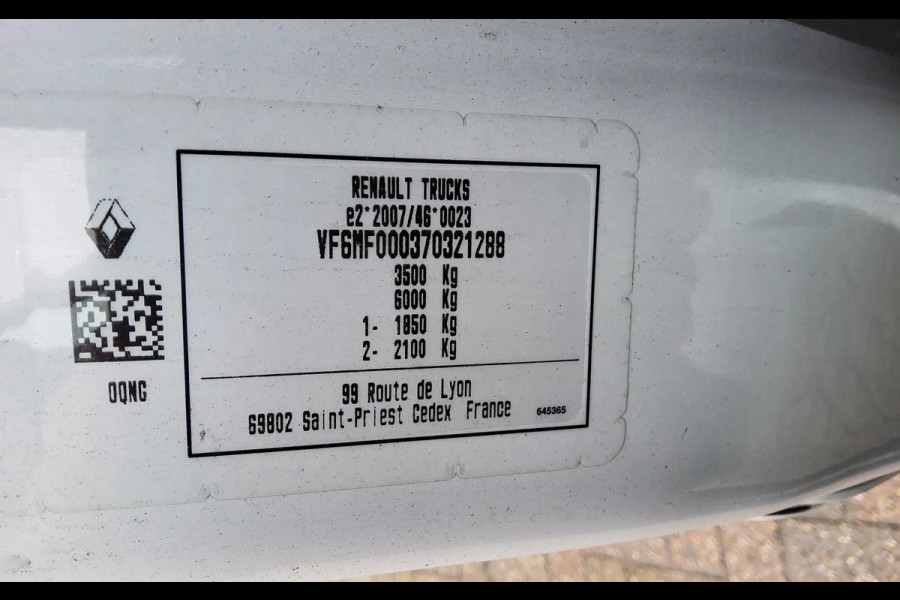 RENAULT TRUCKS
e2*2007/46*0023
VF6MF000370321288
3500 Kg
6000 Kg
1- 1850 Kg
2- 2100 Kg
99 Route de Lyon
69802 Saint-Priest Cedex France
645365
0QNG